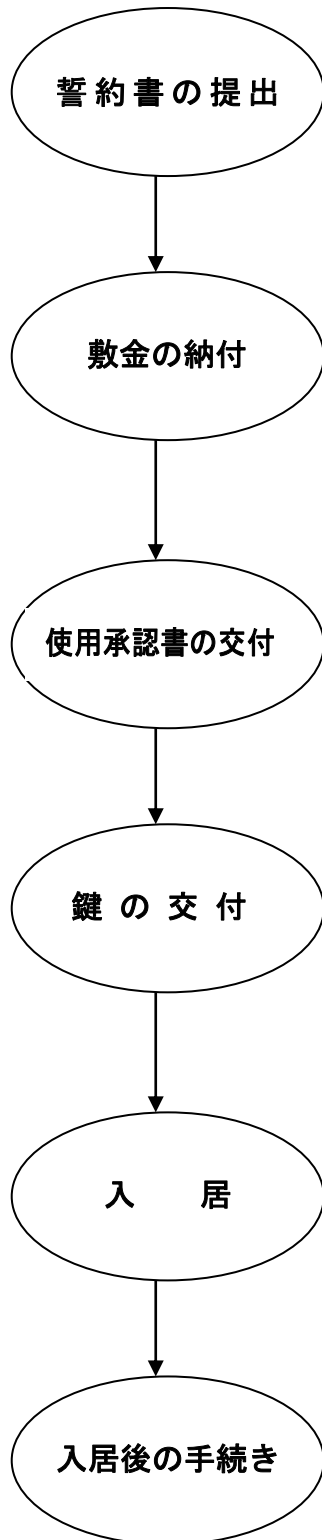 誓約書の提出
敷金の納付
使用承認書の交付
鍵の交付
入居
入居後の手続き